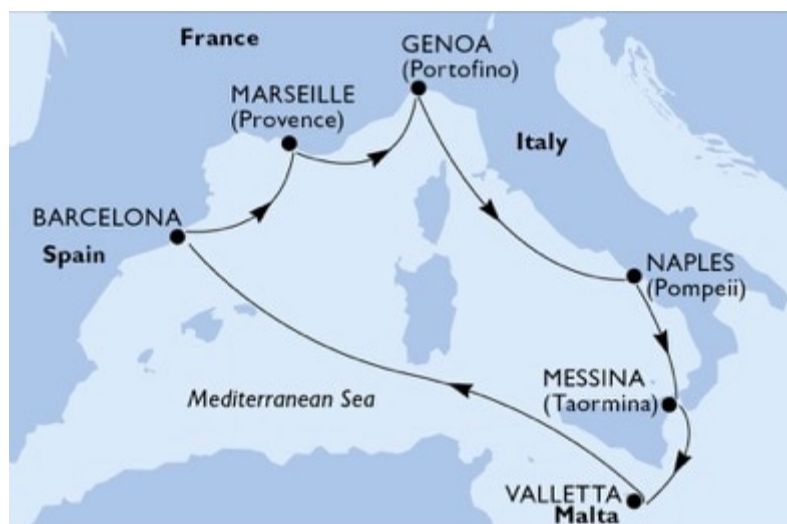 France
GENOA
(Portofino)
MARSEILLE
(Provence)
Italy
BARCELONA
Spain
NAPLES
(Pompeii)
MESSINA
(Taormina)
Mediterranean Sea
VALLETTA
Malta